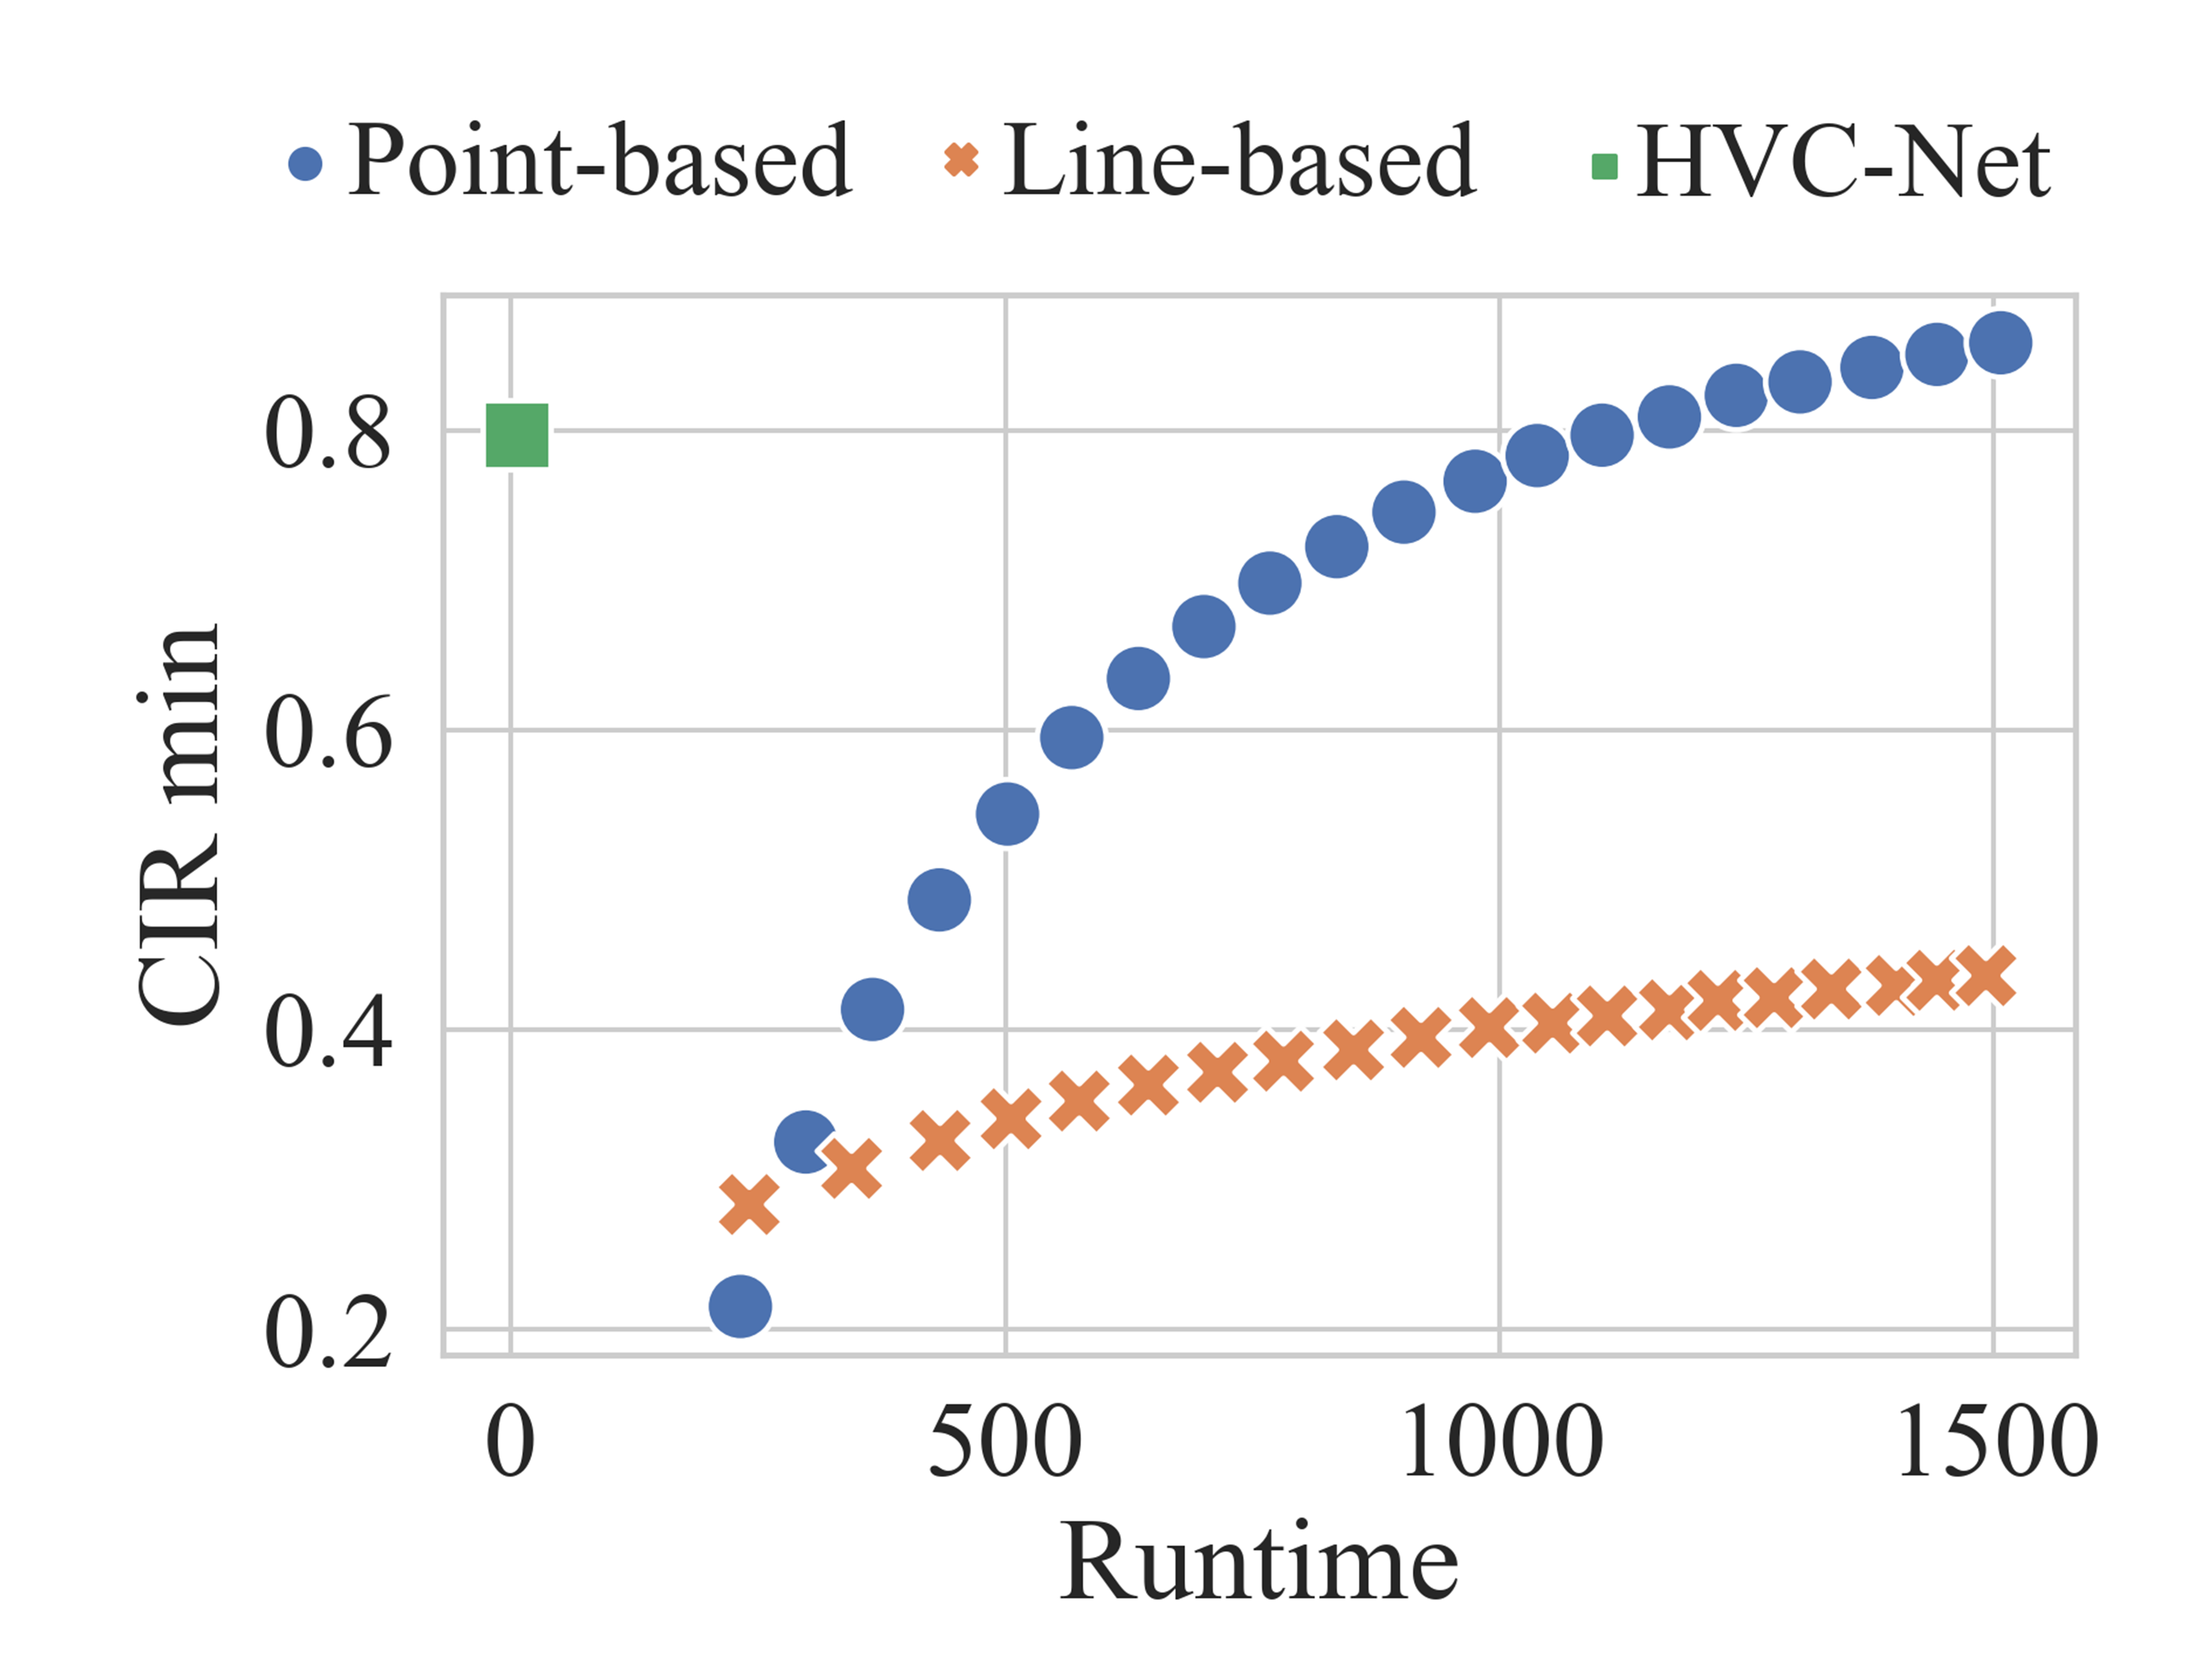 Point-based Line-based HVC-Net
0.8
0.6
0.4
0.2
CIR min
0 500 1000 1500
Runtime